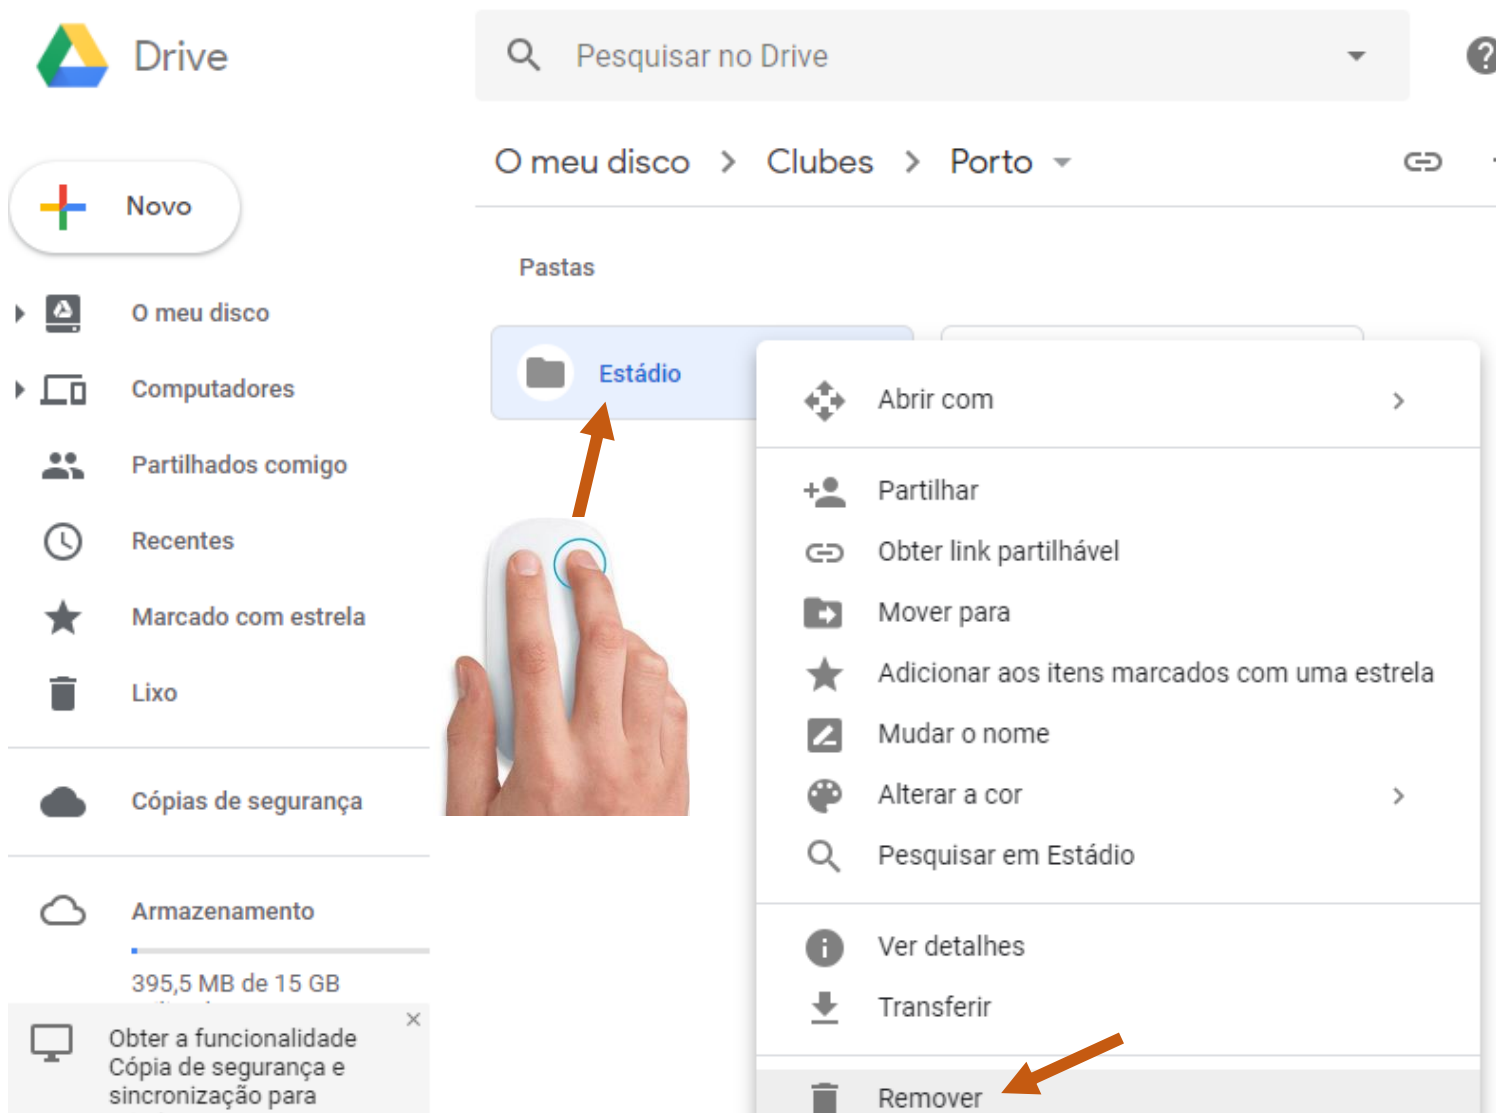 Drive
Pesquisar no Drive
O meu disco > Clubes > Porto
Novo
Pastas
O meu disco
Computadores
Partilhados comigo
Recentes
Marcado com estrela
Lixo
Cópias de segurança
Armazenamento
395,5 MB de 15 GB
Obter a funcionalidade
Cópia de segurança e
sincronização para
Estádio
Abrir com
Partilhar
Obter link partilhável
Mover para
Adicionar aos itens marcados com uma estrela
Mudar o nome
Alterar a cor
Pesquisar em Estádio
Ver detalhes
Transferir
Remover